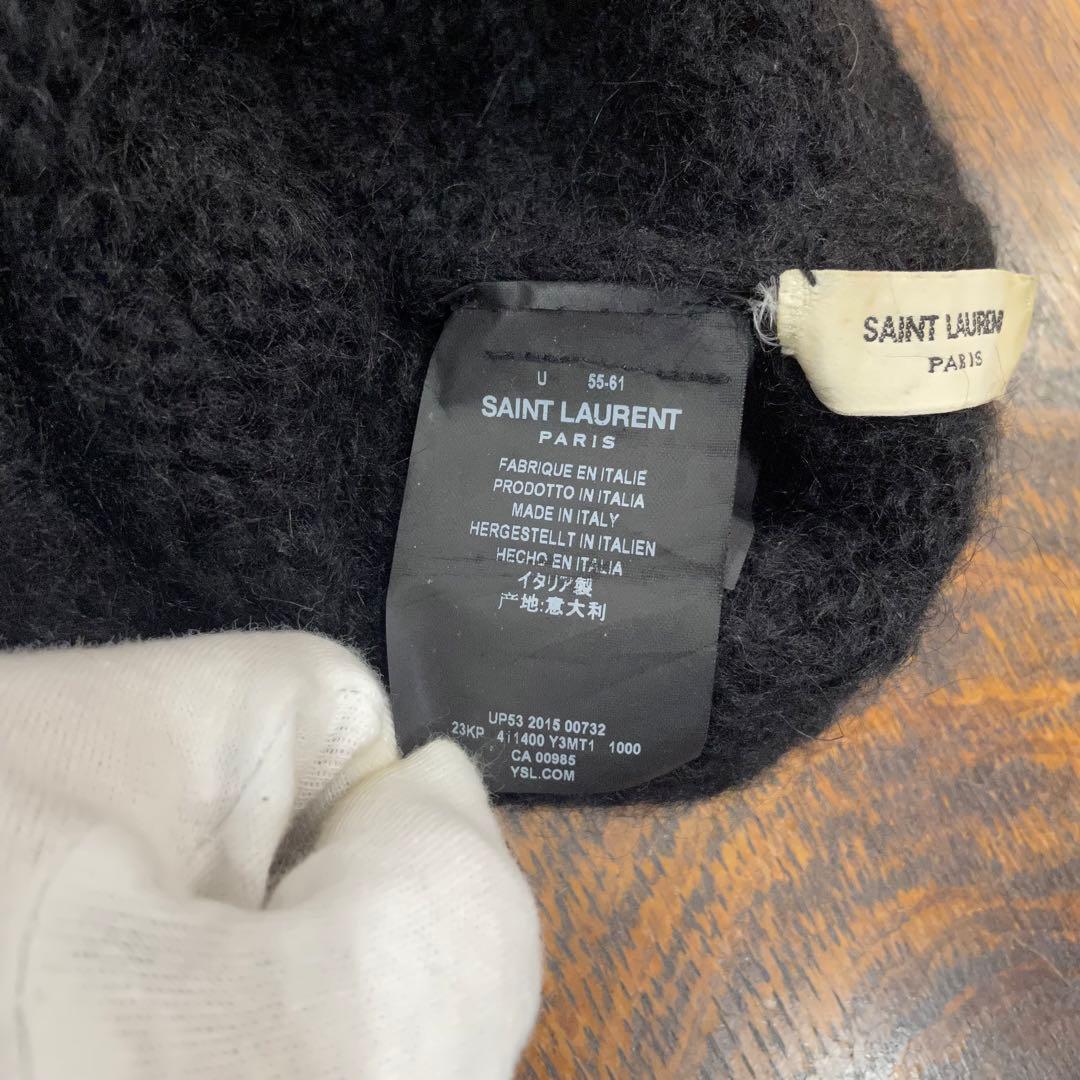 U 55-61
SAINT LAURENT
PARIS
FABRIQUE EN ITALIE
PRODOTTO IN ITALIA
MADE IN ITALY
HERGESTELLT IN ITALIEN
HECHO EN ITALIA
イタリア製
产地:意大利
UP53 2015 00732
23KP 4i1400 Y3MT1 1000
CA 00985
YSL.COM
SAINT LAURENT
PARIS